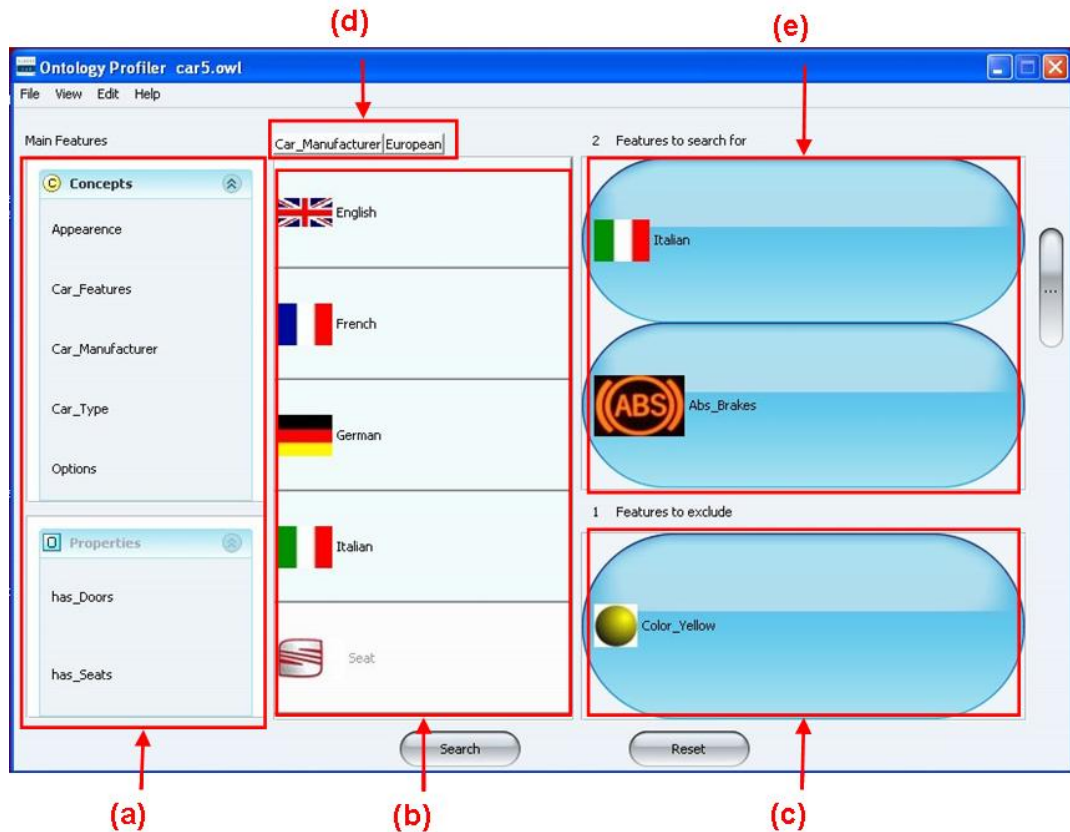 (d)
(e)
Ontology Profiler car5.owl
File View Edit Help
Main Features
Car_Manufacturer European
2 Features to search for
C Concepts
Appearence
Car_Features
Car_Manufacturer
Car_Type
Options
O Properties
has_Doors
has_Seats
English
French
German
Italian
Seat
Italian
ABS
Abs_Brakes
...
1 Features to exclude
Color_Yellow
Search
Reset
(a)
(b)
(c)